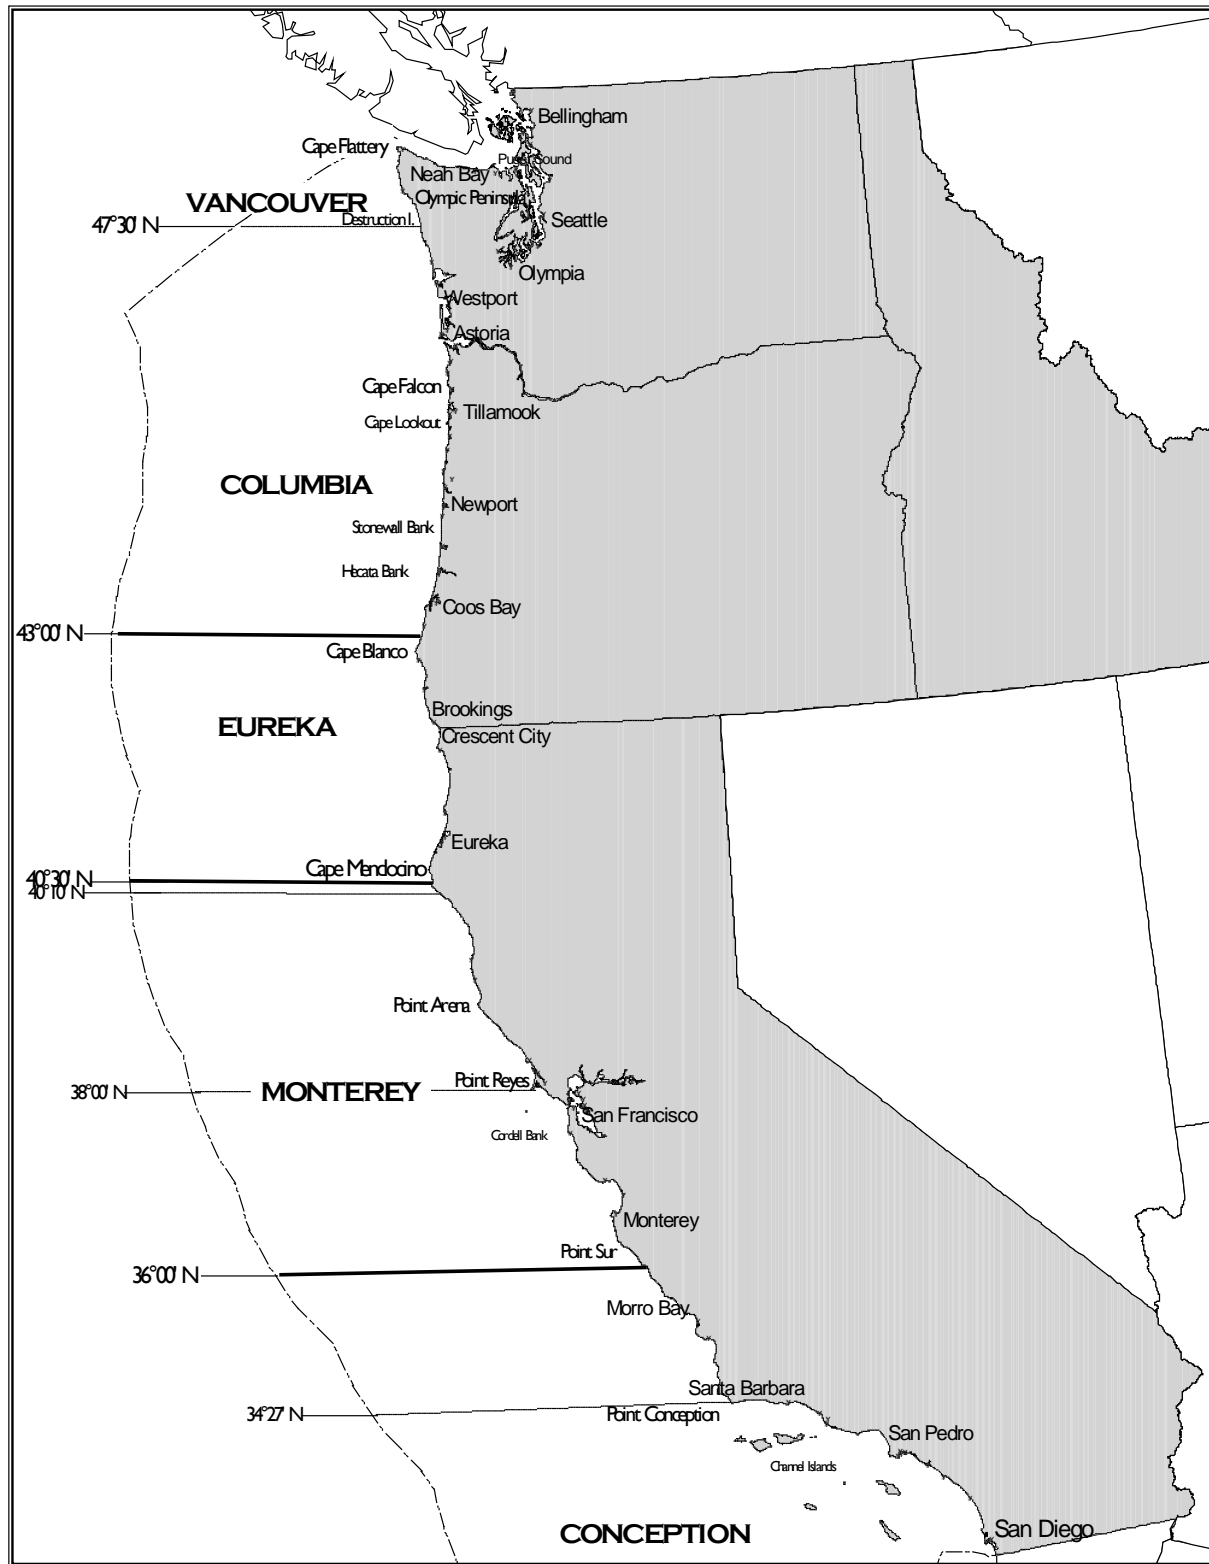 Bellingham
Cape Flattery
Puget Sound
Neah Bay
VANCOUVER
Olympic Peninsula
Destruction I.
Seattle
47°30' N
Olympia
Westport
Astoria
Cape Falcon
Tillamook
Cape Lookout
COLUMBIA
Newport
Stonewall Bank
Hecata Bank
Coos Bay
43°00' N
Cape Blanco
Brookings
EUREKA
Crescent City
Eureka
Cape Mendocino
40°30' N
40°10' N
Point Arena
Point Reyes
38°00' N
MONTEREY
San Francisco
Cordell Bank
Monterey
Point Sur
36°00' N
Morro Bay
Santa Barbara
34°27' N
Point Conception
San Pedro
Channel Islands
CONCEPTION
San Diego